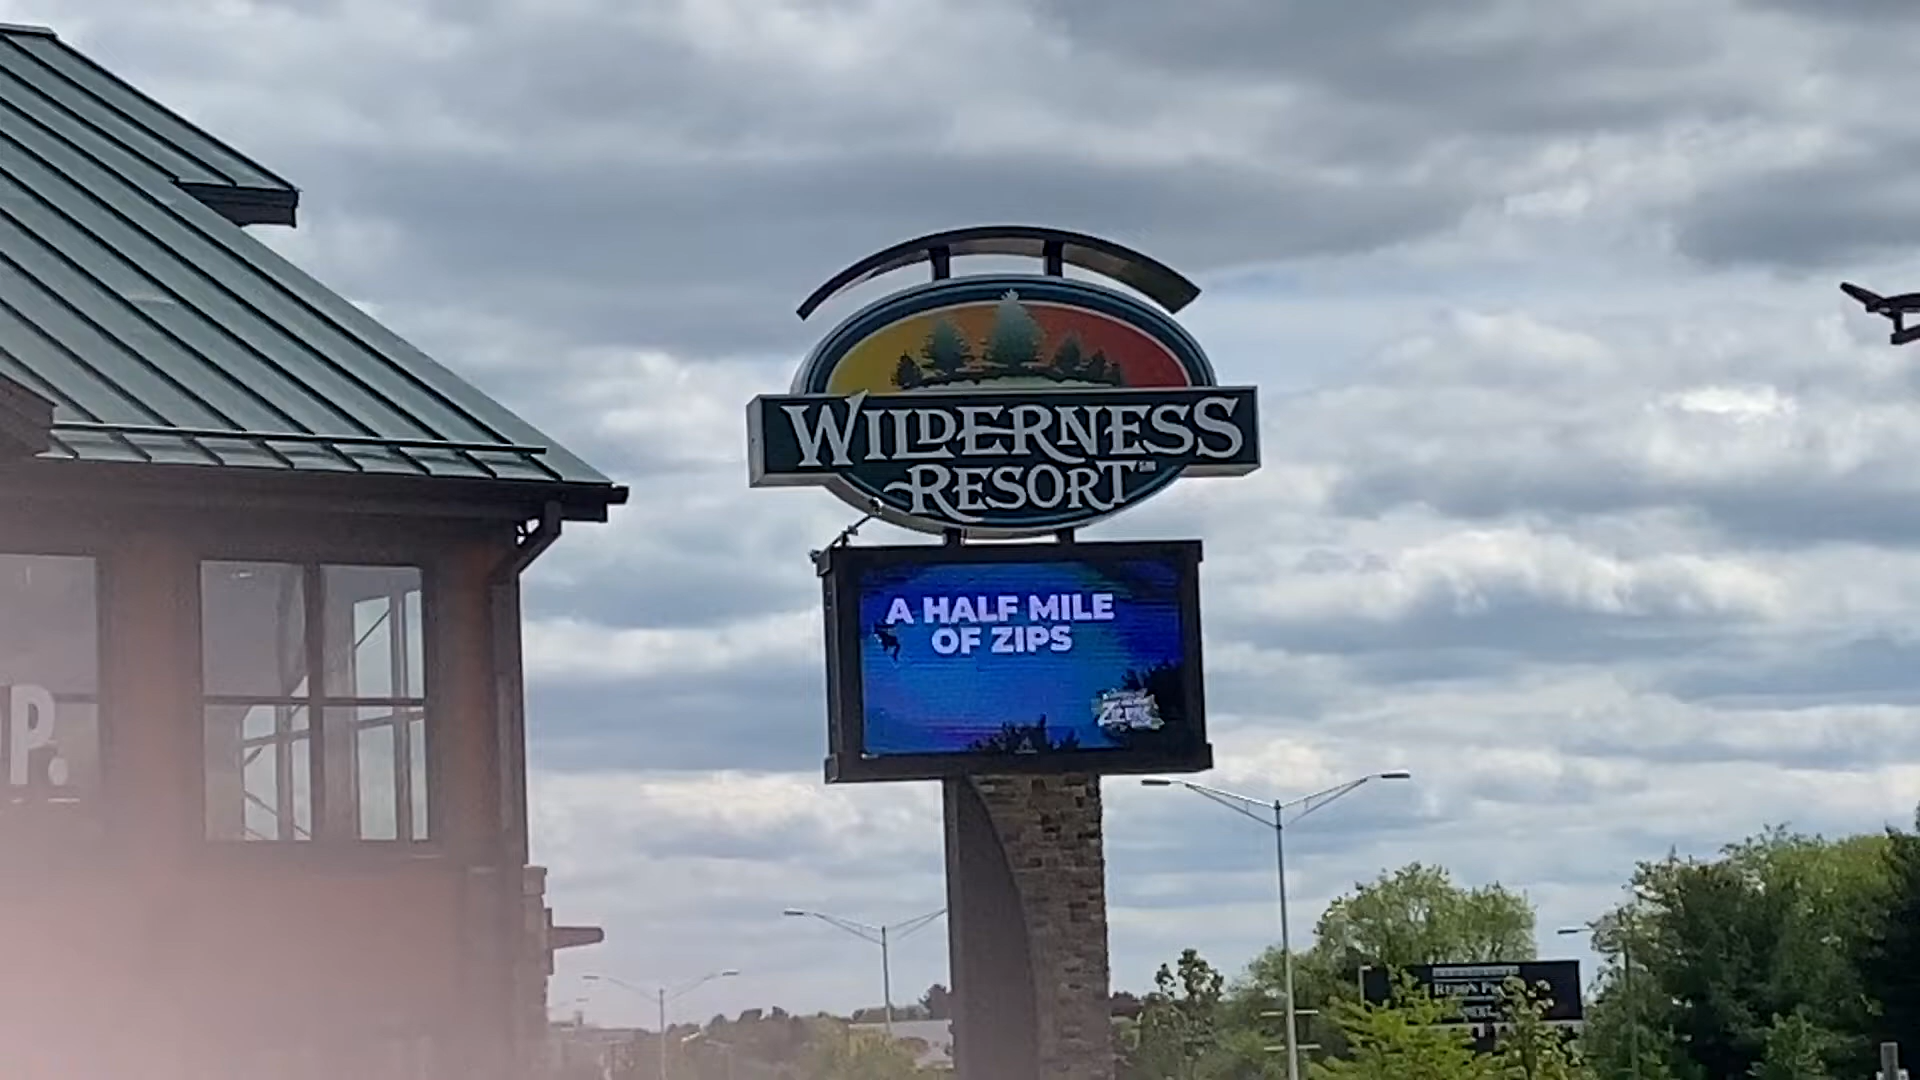 WILDERNESS
RESORT
A HALF MILE
OF ZIPS
P.